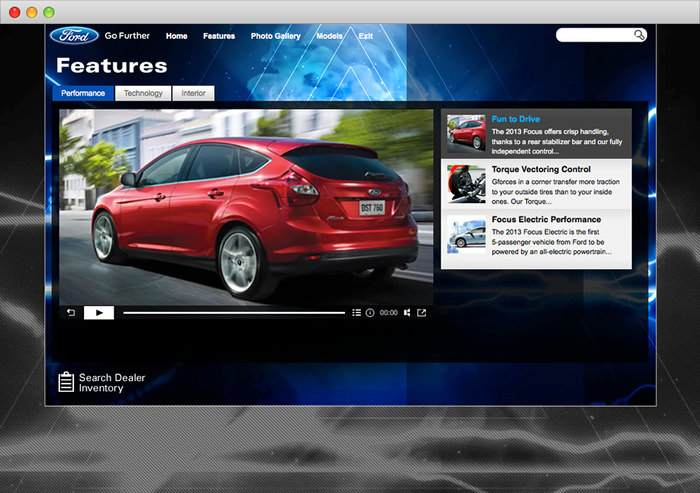 Ford
Go Further
Home
Features
Photo Gallery
Models
Exit
Features
Performance
Technology
Interior
Ford
DST 760
Fun to Drive
The 2013 Focus offers crisp handling,
thanks to a rear stabilizer bar and our fully
independent control...
Torque Vectoring Control
Gforces in a corner transfer more traction
to your outside tires than to your inside
ones. Our Torque...
Focus Electric Performance
The 2013 Focus Electric is the first
5-passenger vehicle from Ford to be
powered by an all-electric powertrain...
00:00
Search Dealer
Inventory